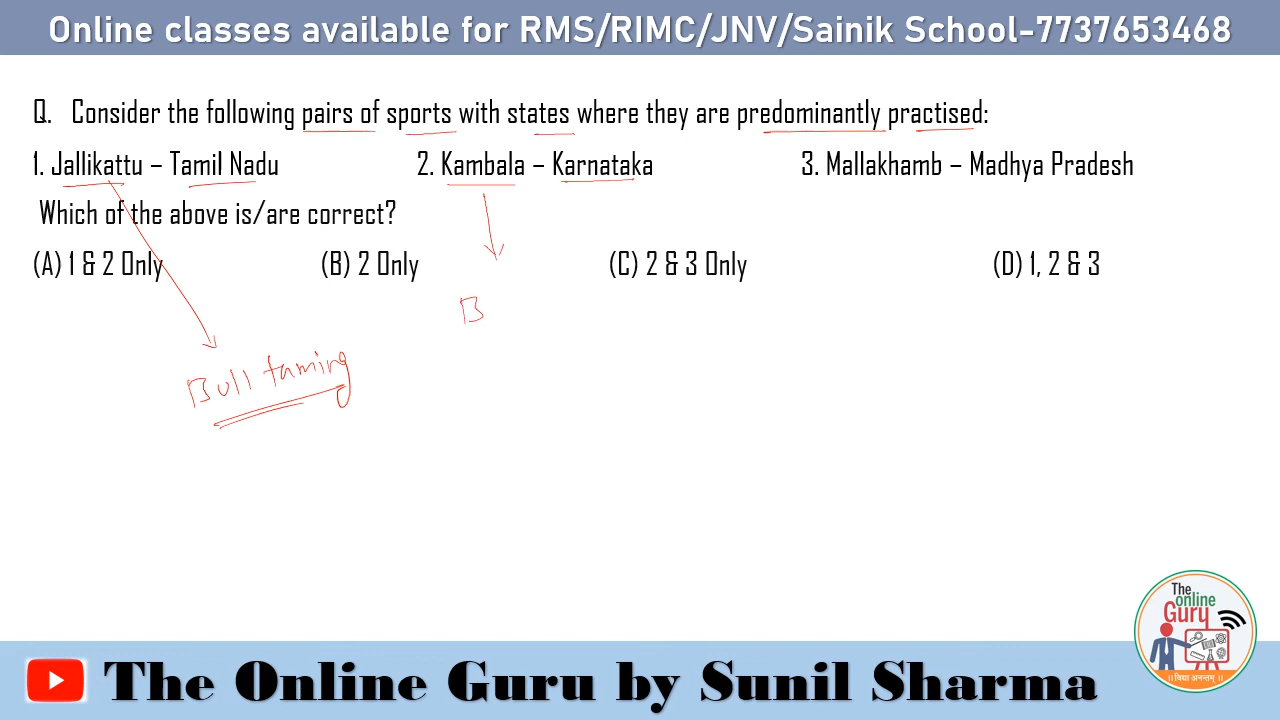 Online classes available for RMS/RIMC/JNV/Sainik School-7737653468
Q. Consider the following pairs of sports with states where they are predominantly practised:
1. Jallikattu – Tamil Nadu 2. Kambala – Karnataka 3. Mallakhamb – Madhya Pradesh
Which of the above is/are correct?
(A) 1 & 2 Only (B) 2 Only (C) 2 & 3 Only (D) 1, 2 & 3
B
Bull taming
The
online
Guru
।। विद्या अनन्तम् ।।
The Online Guru by Sunil Sharma